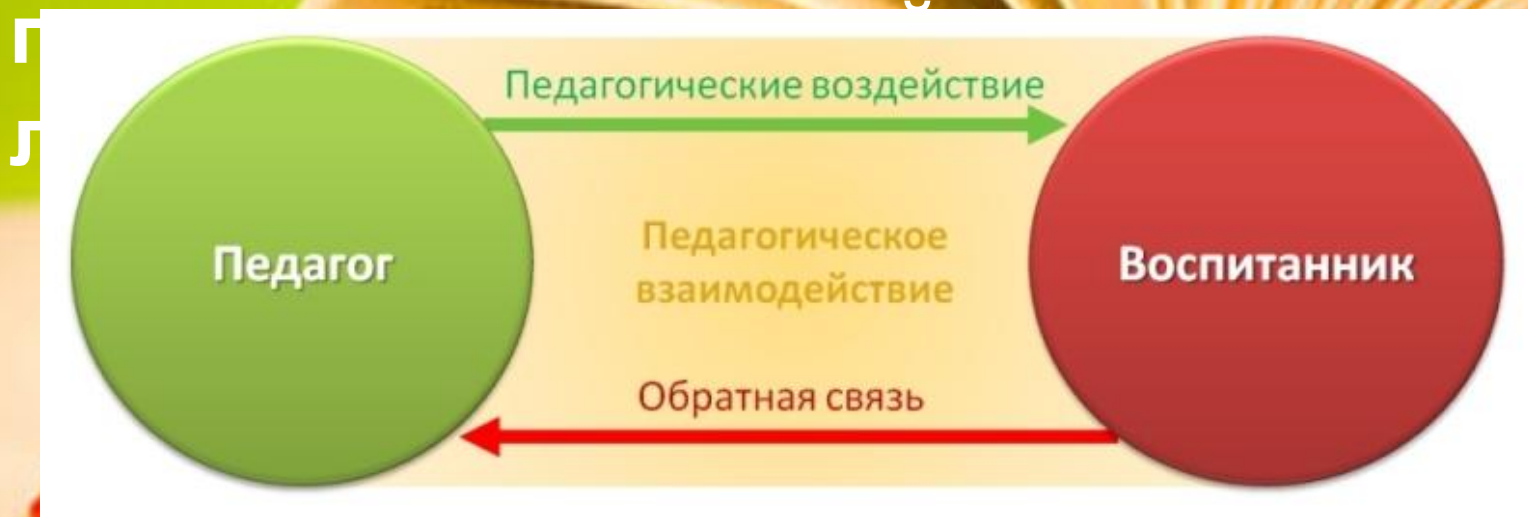 Педагогические воздействие
Педагог
Педагогическое
взаимодействие
Воспитанник
Обратная связь